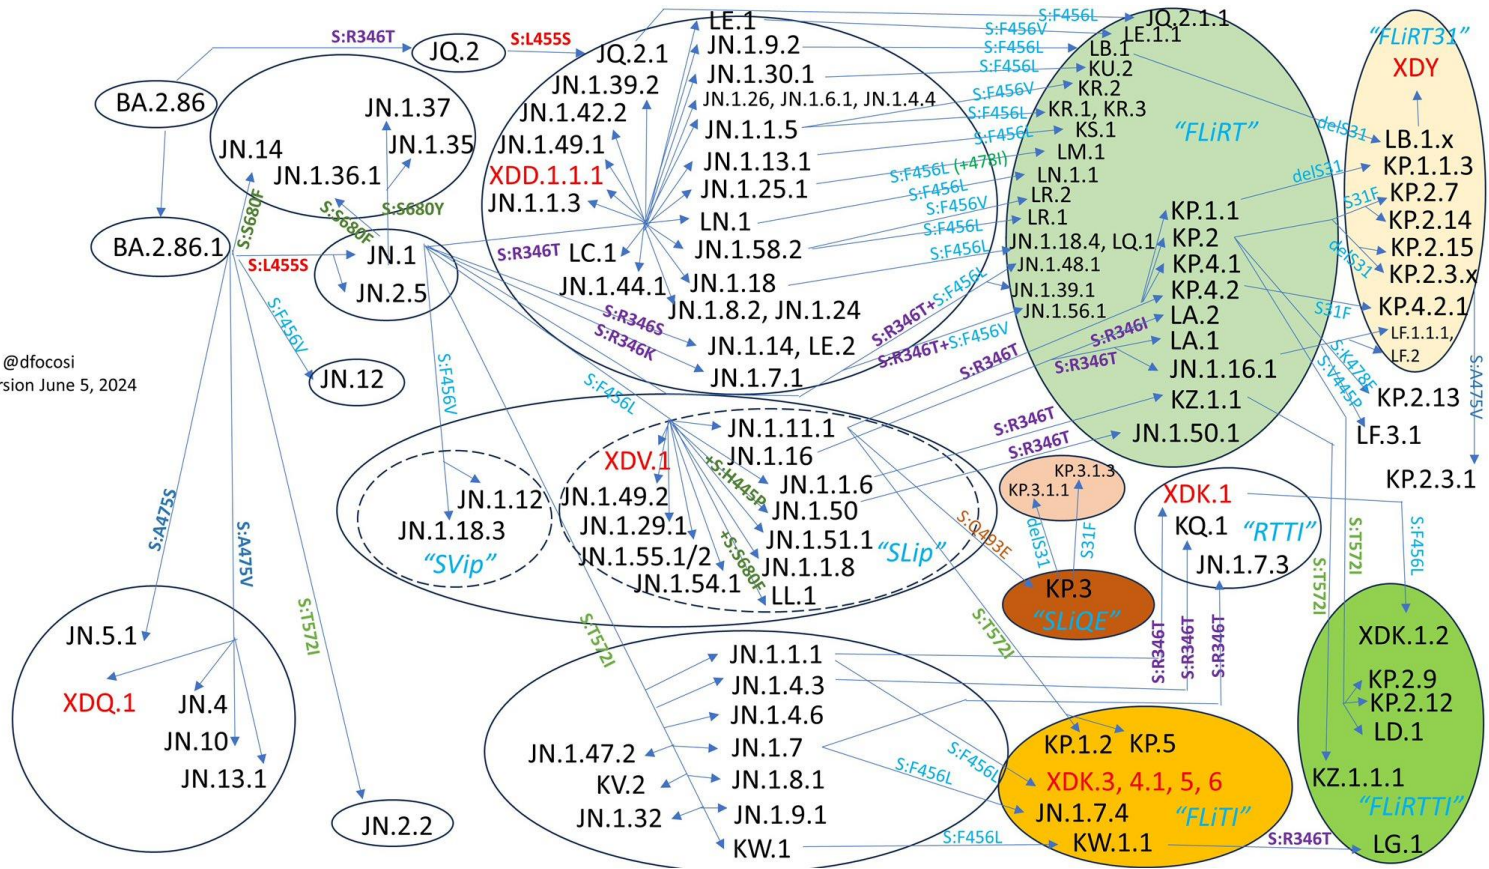 S:R346T
JQ.2
S:L455S
BA.2.86
JN.1.37
JN.14
JN.1.35
JN.1.36.1
S:S680F
S:S680F
S:S680Y
BA.2.86.1
S:L455S
JN.1
JN.2.5
S:F456V
JN.12
@dfocosi
rsion June 5, 2024
S:F456V
S:A475S
S:A475V
S:T572I
JN.5.1
XDQ.1
JN.4
JN.10
JN.13.1
JN.2.2
LE.1
JQ.2.1
JN.1.9.2
JN.1.39.2
JN.1.30.1
JN.1.42.2
JN.1.26, JN.1.6.1, JN.1.4.4
JN.1.49.1
JN.1.1.5
XDD.1.1.1
JN.1.13.1
JN.1.1.3
JN.1.25.1
LN.1
S:R346T
LC.1
JN.1.58.2
JN.1.44.1
JN.1.18
JN.1.8.2, JN.1.24
S:R346S
S:R346K
JN.1.14, LE.2
JN.1.7.1
S:F456L
JN.1.12
JN.1.18.3
“SVip”
JN.1.11.1
XDV.1
JN.1.16
+S:H445P
JN.1.1.6
JN.1.49.2
JN.1.50
JN.1.29.1
JN.1.51.1
“SLip”
JN.1.55.1/2
+S:S680F
JN.1.1.8
JN.1.54.1
LL.1
S:T572I
JN.1.1.1
JN.1.4.3
JN.1.4.6
JN.1.47.2
JN.1.7
KV.2
JN.1.8.1
JN.1.32
JN.1.9.1
KW.1
S:F456L
S:F456V
S:F456L
S:F456L
S:F456V
S:F456L
S:F456L
S:F456L (+478I)
S:F456L
S:F456V
S:F456L
S:F456L
S:R346T+S:F456L
S:R346T+S:F456V
S:R346T
S:R346I
S:R346T
S:R346T
S:R346T
S:Q493E
S:T572I
JQ.2.1.1
LE.1.1
LB.1
KU.2
KR.2
KR.1, KR.3
KS.1
“FLiRT”
LM.1
LN.1.1
LR.2
LR.1
JN.1.18.4, LQ.1
JN.1.48.1
JN.1.39.1
JN.1.56.1
KP.1.1
KP.2
KP.4.1
KP.4.2
LA.2
LA.1
JN.1.16.1
KZ.1.1
JN.1.50.1
“FLiRT31”
XDY
delS31
LB.1.x
delS31
KP.1.1.3
S31F
KP.2.7
KP.2.14
KP.2.15
delS31
KP.2.3.x
S31F
KP.4.2.1
LF.1.1.1,
LF.2
S:K478F
S:V445P
S:A475V
KP.2.13
LF.3.1
KP.2.3.1
KP.3.1.3
KP.3.1.1
delS31
S31F
KP.3
“SLiQE”
XDK.1
KQ.1
“RTTI”
JN.1.7.3
S:R346T
S:R346T
S:R346T
S:T572I
S:T572I
S:F456L
S:F456L
S:F456L
S:F456L
KP.1.2
KP.5
XDK.3, 4.1, 5, 6
JN.1.7.4
“FLiTI”
KW.1.1
S:R346T
XDK.1.2
KP.2.9
KP.2.12
LD.1
KZ.1.1.1
“FLiRTTI”
LG.1